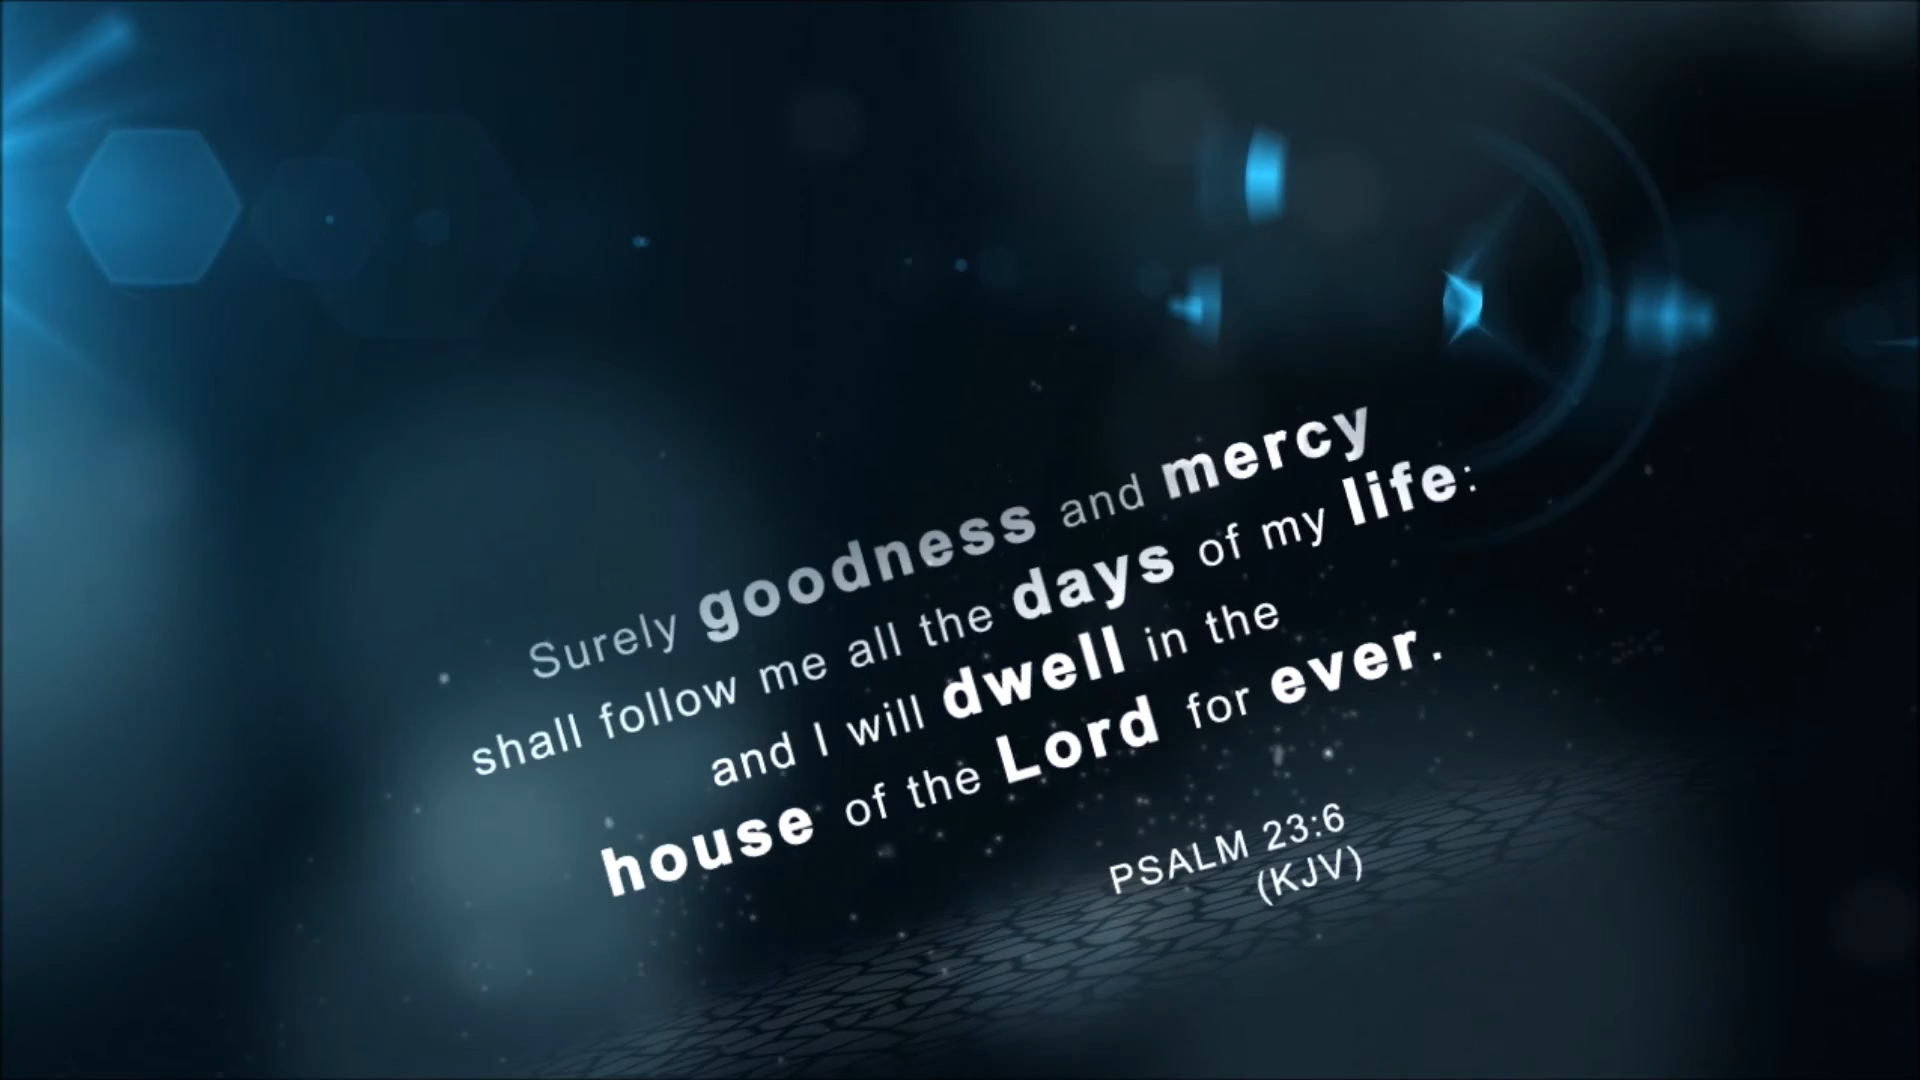 Surely goodness and mercy
shall follow me all the days of my life:
and I will dwell in the
house of the Lord for ever.
PSALM 23:6
(KJV)